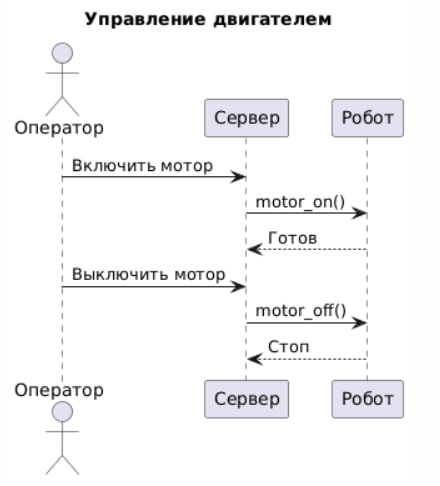 Управление двигателем
Оператор
Сервер
Робот
Включить мотор
motor_on()
Готов
Выключить мотор
motor_off()
Стоп
Оператор
Сервер
Робот